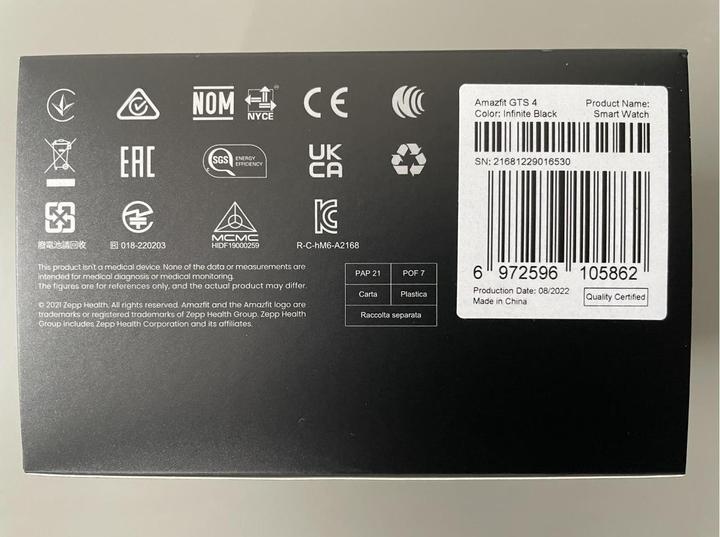 NOM
NYCE
CE
EAC
SGS ENERGY EFFICIENCY
UK
CA
廢電池請回收
回 018-220203
MCMC
HIDF19000259
R-C-hM6-A2168
This product isn't a medical device. None of the data or measurements are
intended for medical diagnosis or medical monitoring.
The figures are for references only, and the actual product may differ.
© 2021 Zepp Health. All rights reserved. Amazfit and the Amazfit logo are
trademarks or registered trademarks of Zepp Health Group. Zepp Health
Group includes Zepp Health Corporation and its affiliates.
PAP 21 POF 7
Carta Plastica
Raccolta separata
Amazfit GTS 4 Product Name:
Color: Infinite Black Smart Watch
SN: 21681229016530
6 972596 105862
Production Date: 08/2022
Made in China
Quality Certified